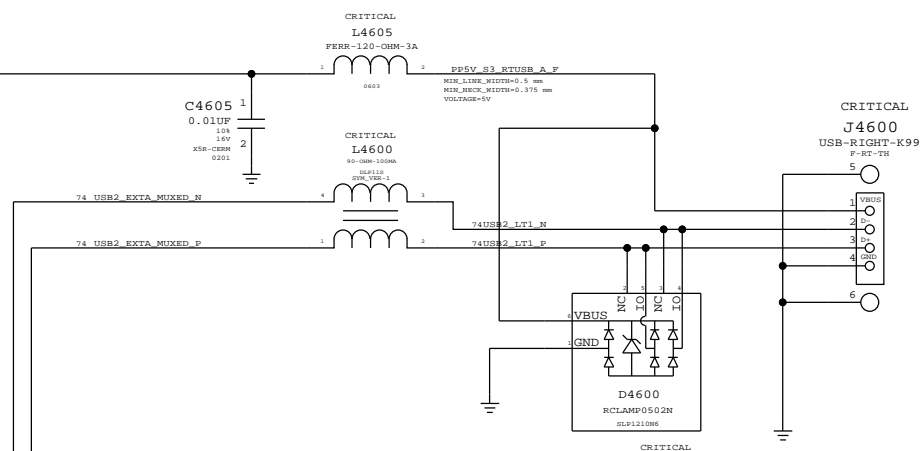 CRITICAL
L4605
FERR-120-OHM-3A
1
2
0603
PP5V_S3_RTUSB_A_F
MIN_LINE_WIDTH=0.5 mm
MIN_NECK_WIDTH=0.375 mm
VOLTAGE=5V
C4605
1
0.01UF
10%
16V
X5R-CERM
0201
2
CRITICAL
L4600
90-OHM-100MA
DLP11S
SYM_VER-1
4
3
74 USB2_EXTA_MUXED_N
74 USB2_EXTA_MUXED_P
1
2
74USB2_LT1_N
74USB2_LT1_P
CRITICAL
J4600
USB-RIGHT-K99
F-RT-TH
5
1 VBUS
2 D-
3 D+
4 GND
6
2 NC
5 IO
3 NC
4 IO
6 VBUS
1 GND
D4600
RCLAMP0502N
SLP1210N6
CRITICAL